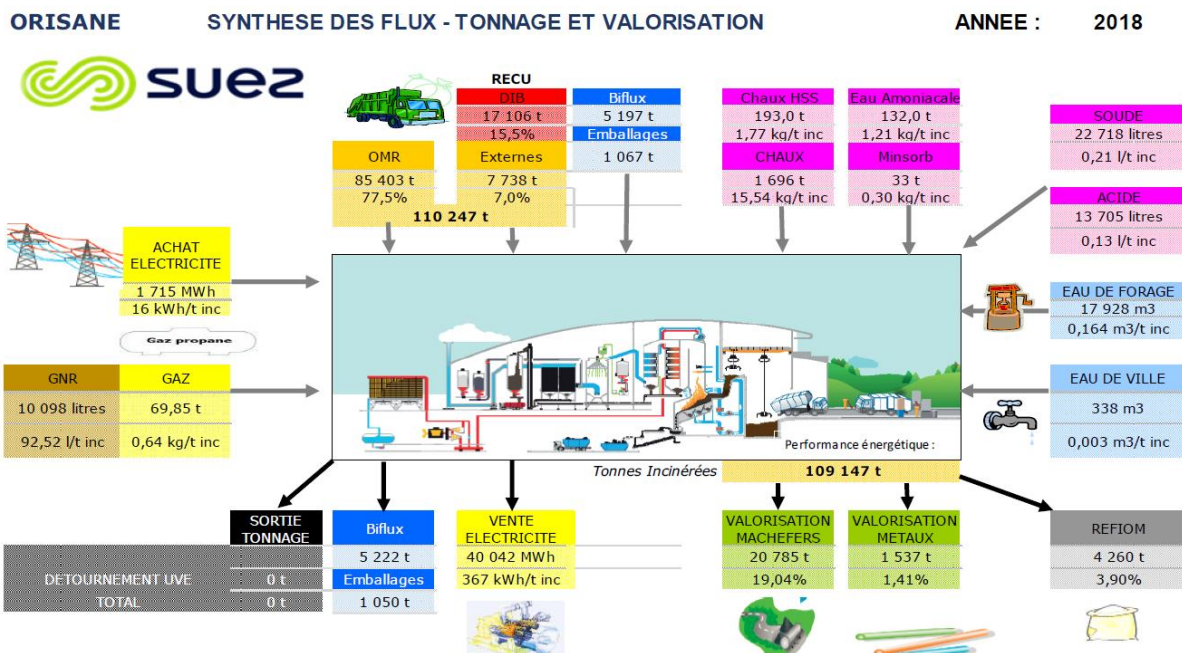 ORISANE SYNTHESE DES FLUX - TONNAGE ET VALORISATION ANNEE : 2018
suez
RECU
DIB
17 106 t
15,5%
Biflux
5 197 t
Emballages
1 067 t
OMR
85 403 t
77,5%
Externes
7 738 t
7,0%
110 247 t
Chaux HSS
193,0 t
1,77 kg/t inc
CHAUX
1 696 t
15,54 kg/t inc
Eau Amoniacale
132,0 t
1,21 kg/t inc
Minsorb
33 t
0,30 kg/t inc
SOUDE
22 718 litres
0,21 l/t inc
ACIDE
13 705 litres
0,13 l/t inc
ACHAT
ELECTRICITE
1 715 MWh
16 kWh/t inc
Gaz propane
GNR
10 098 litres
92,52 l/t inc
GAZ
69,85 t
0,64 kg/t inc
EAU DE FORAGE
17 928 m3
0,164 m3/t inc
EAU DE VILLE
338 m3
0,003 m3/t inc
Performance énergétique :
Tonnes Incinérées 109 147 t
SORTIE
TONNAGE
DETOURNEMENT UVE 0 t
TOTAL 0 t
Biflux
5 222 t
Emballages
1 050 t
VENTE
ELECTRICITE
40 042 MWh
367 kWh/t inc
VALORISATION
MACHEFERS
20 785 t
19,04%
VALORISATION
METAUX
1 537 t
1,41%
REFIOM
4 260 t
3,90%